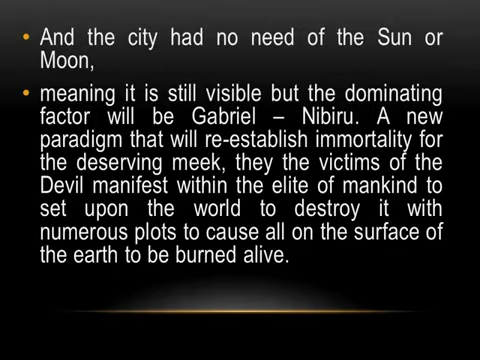 • And the city had no need of the Sun or
Moon,
• meaning it is still visible but the dominating
factor will be Gabriel – Nibiru. A new
paradigm that will re-establish immortality for
the deserving meek, they the victims of the
Devil manifest within the elite of mankind to
set upon the world to destroy it with
numerous plots to cause all on the surface of
the earth to be burned alive.